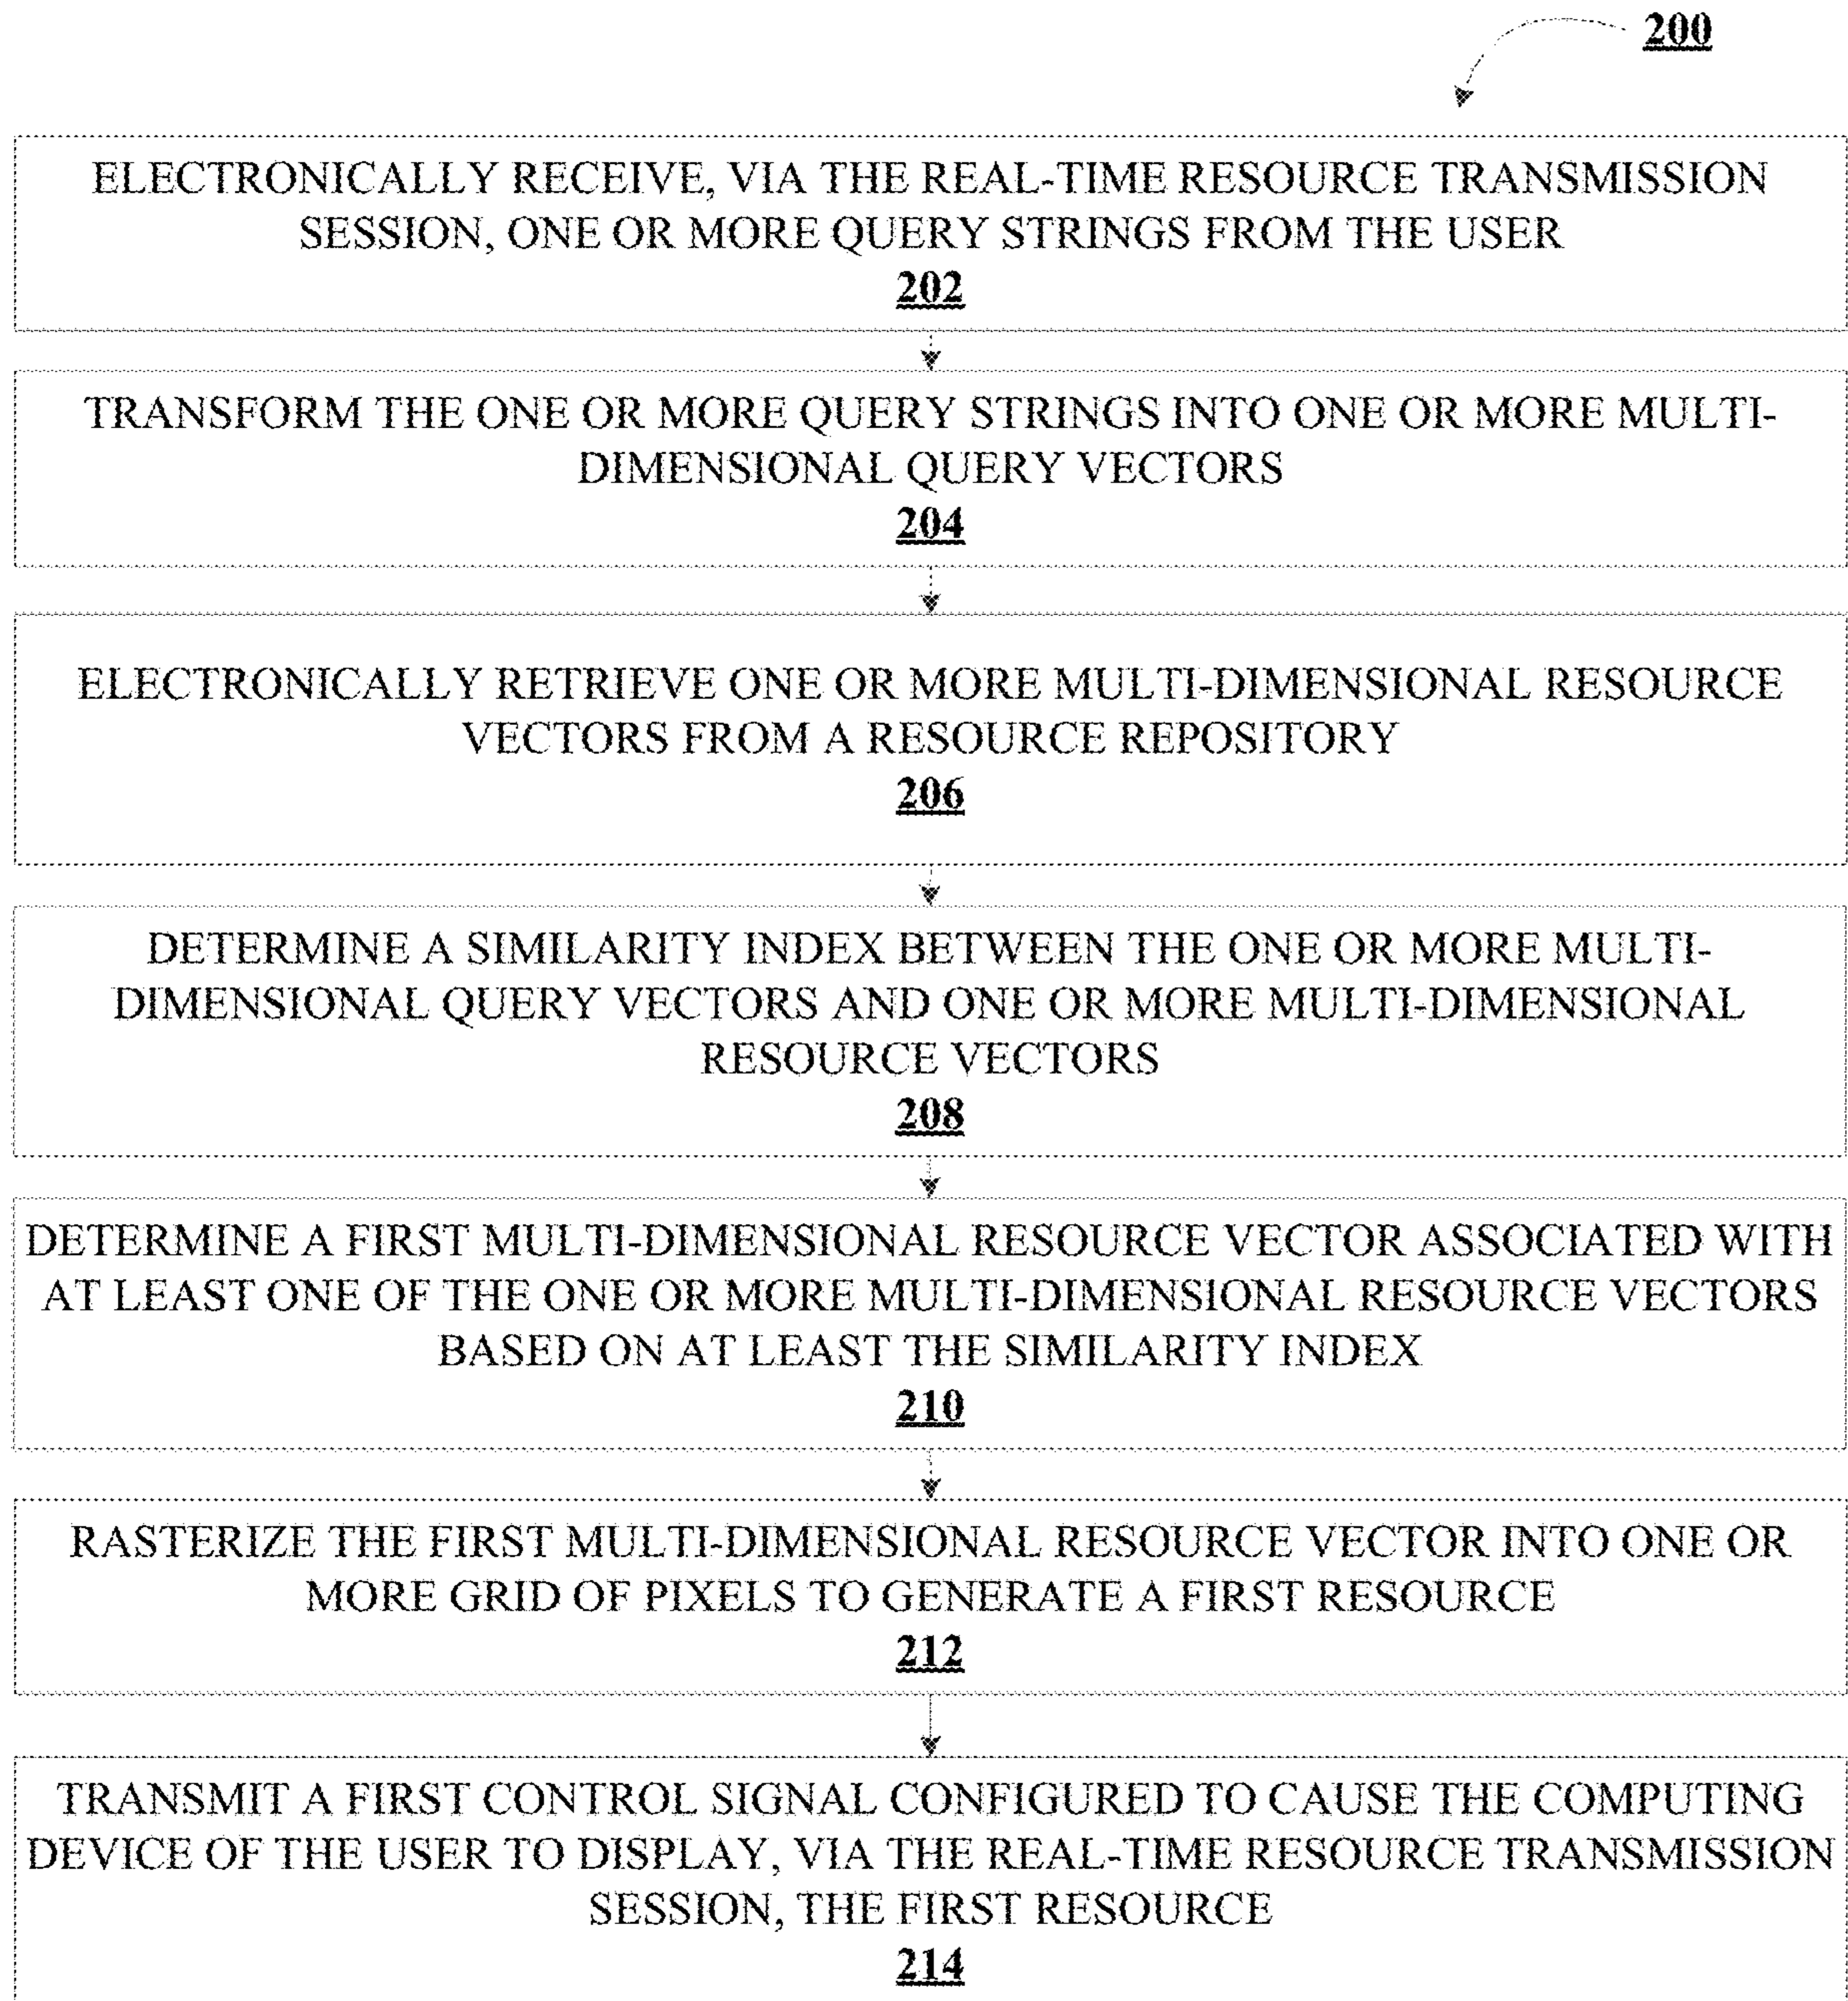 200
ELECTRONICALLY RECEIVE, VIA THE REAL-TIME RESOURCE TRANSMISSION
SESSION, ONE OR MORE QUERY STRINGS FROM THE USER
202
TRANSFORM THE ONE OR MORE QUERY STRINGS INTO ONE OR MORE MULTI-
DIMENSIONAL QUERY VECTORS
204
ELECTRONICALLY RETRIEVE ONE OR MORE MULTI-DIMENSIONAL RESOURCE
VECTORS FROM A RESOURCE REPOSITORY
206
DETERMINE A SIMILARITY INDEX BETWEEN THE ONE OR MORE MULTI-
DIMENSIONAL QUERY VECTORS AND ONE OR MORE MULTI-DIMENSIONAL
RESOURCE VECTORS
208
DETERMINE A FIRST MULTI-DIMENSIONAL RESOURCE VECTOR ASSOCIATED WITH
AT LEAST ONE OF THE ONE OR MORE MULTI-DIMENSIONAL RESOURCE VECTORS
BASED ON AT LEAST THE SIMILARITY INDEX
210
RASTERIZE THE FIRST MULTI-DIMENSIONAL RESOURCE VECTOR INTO ONE OR
MORE GRID OF PIXELS TO GENERATE A FIRST RESOURCE
212
TRANSMIT A FIRST CONTROL SIGNAL CONFIGURED TO CAUSE THE COMPUTING
DEVICE OF THE USER TO DISPLAY, VIA THE REAL-TIME RESOURCE TRANSMISSION
SESSION, THE FIRST RESOURCE
214